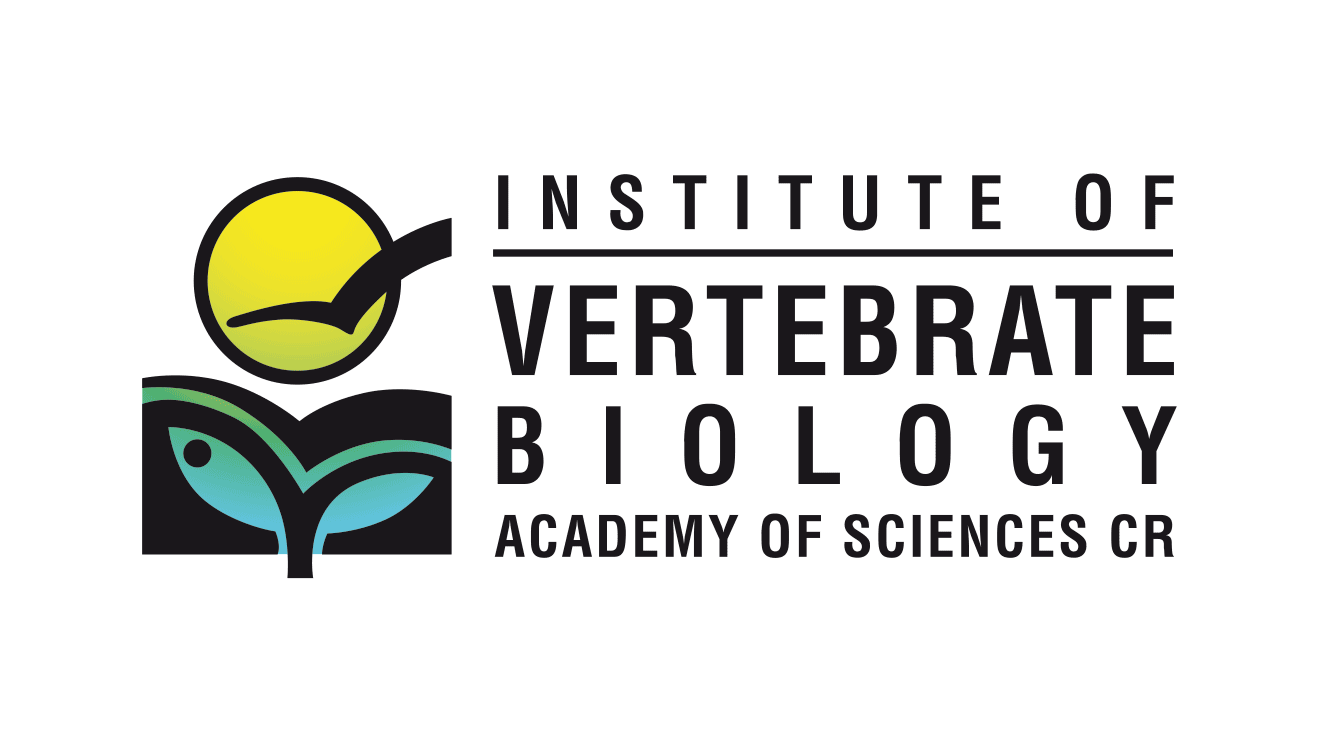 INSTITUTE OF
VERTEBRATE
BIOLOGY
ACADEMY OF SCIENCES CR